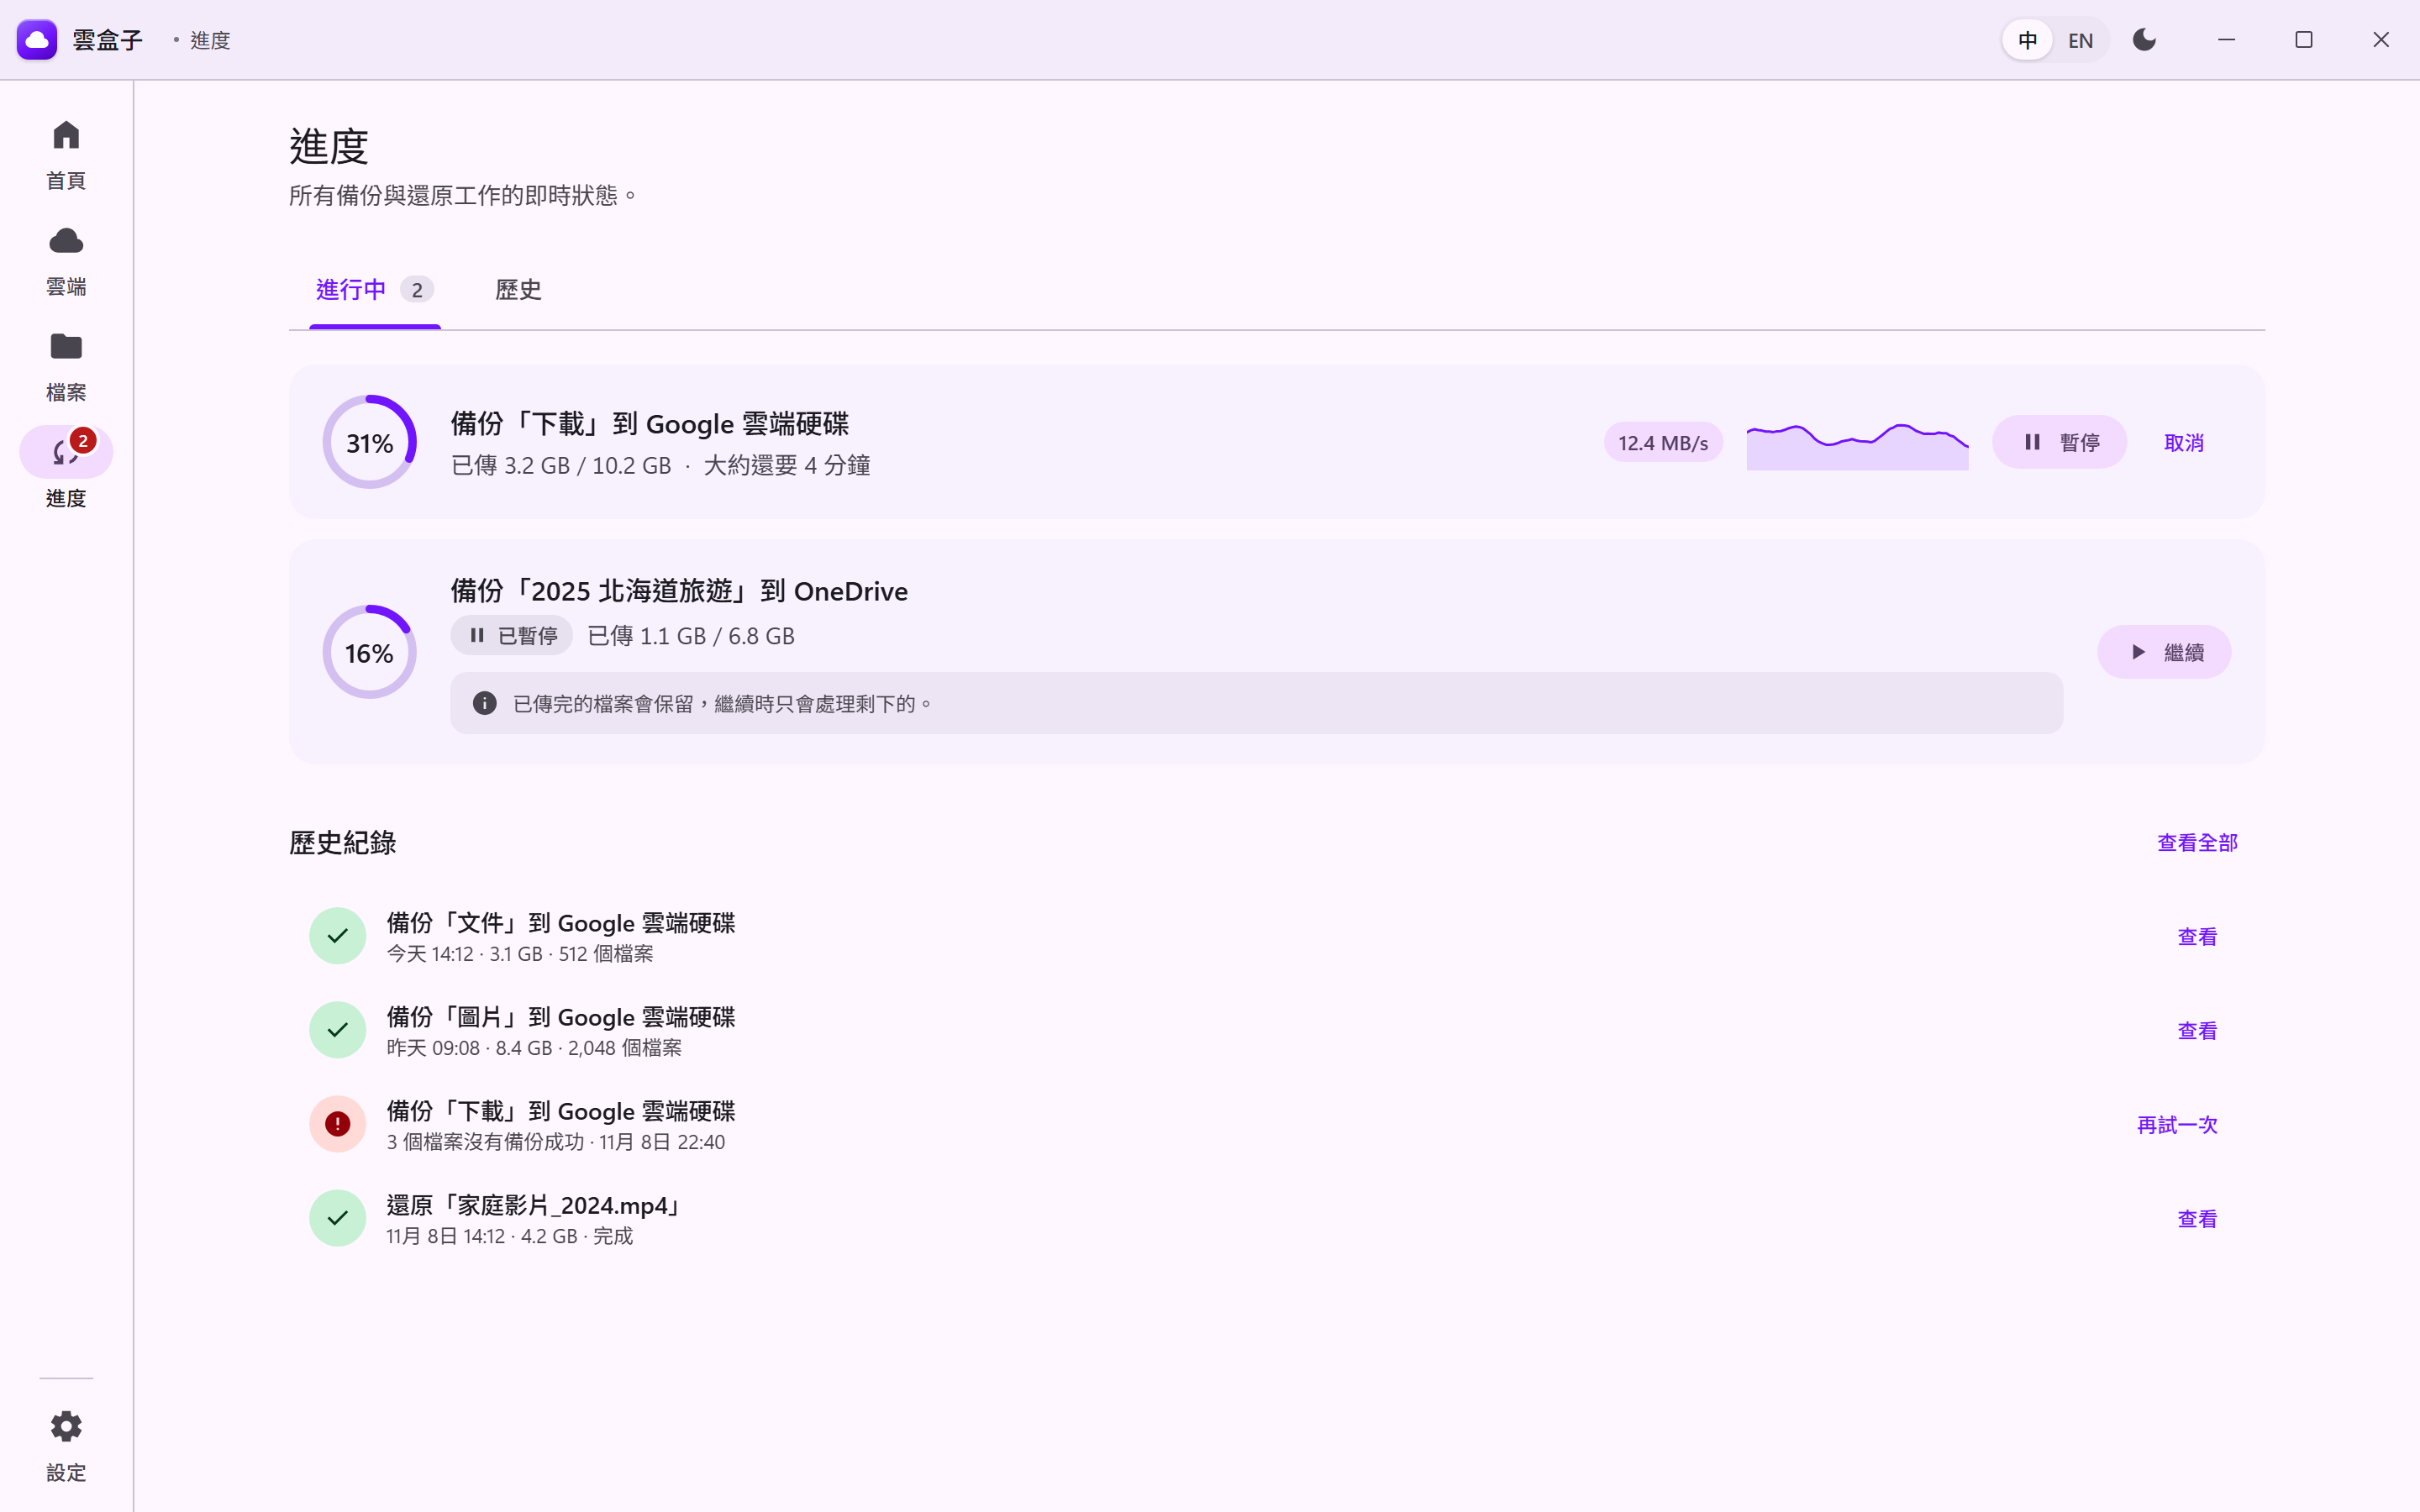 雲盒子 • 進度
中 EN
首頁
雲端
檔案
2
進度
設定
進度
所有備份與還原工作的即時狀態。
進行中 2 歷史
31%
備份「下載」到 Google 雲端硬碟
已傳 3.2 GB / 10.2 GB · 大約還要 4 分鐘
12.4 MB/s
暫停
取消
16%
備份「2025 北海道旅遊」到 OneDrive
已暫停 已傳 1.1 GB / 6.8 GB
已傳完的檔案會保留，繼續時只會處理剩下的。
繼續
歷史紀錄
查看全部
備份「文件」到 Google 雲端硬碟
今天 14:12 · 3.1 GB · 512 個檔案
查看
備份「圖片」到 Google 雲端硬碟
昨天 09:08 · 8.4 GB · 2,048 個檔案
查看
備份「下載」到 Google 雲端硬碟
3 個檔案沒有備份成功 · 11月 8日 22:40
再試一次
還原「家庭影片_2024.mp4」
11月 8日 14:12 · 4.2 GB · 完成
查看